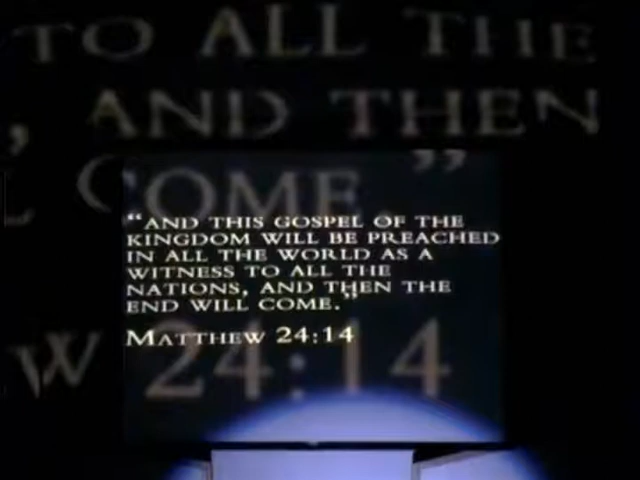 TO ALL THE
, AND THEN
L COME."
"AND THIS GOSPEL OF THE
KINGDOM WILL BE PREACHED
IN ALL THE WORLD AS A
WITNESS TO ALL THE
NATIONS, AND THEN THE
END WILL COME."
MATTHEW 24:14
W 24:14